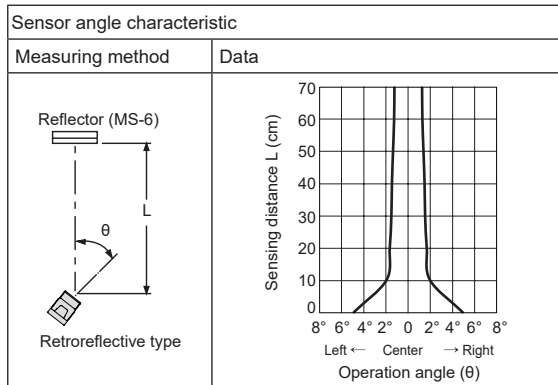 Sensor angle characteristic
Measuring method
Data
Reflector (MS-6)
L
θ
Retroreflective type
Sensing distance L (cm)
70
60
50
40
30
20
10
0
8° 6° 4° 2° 0 2° 4° 6° 8°
Left ← Center → Right
Operation angle (θ)